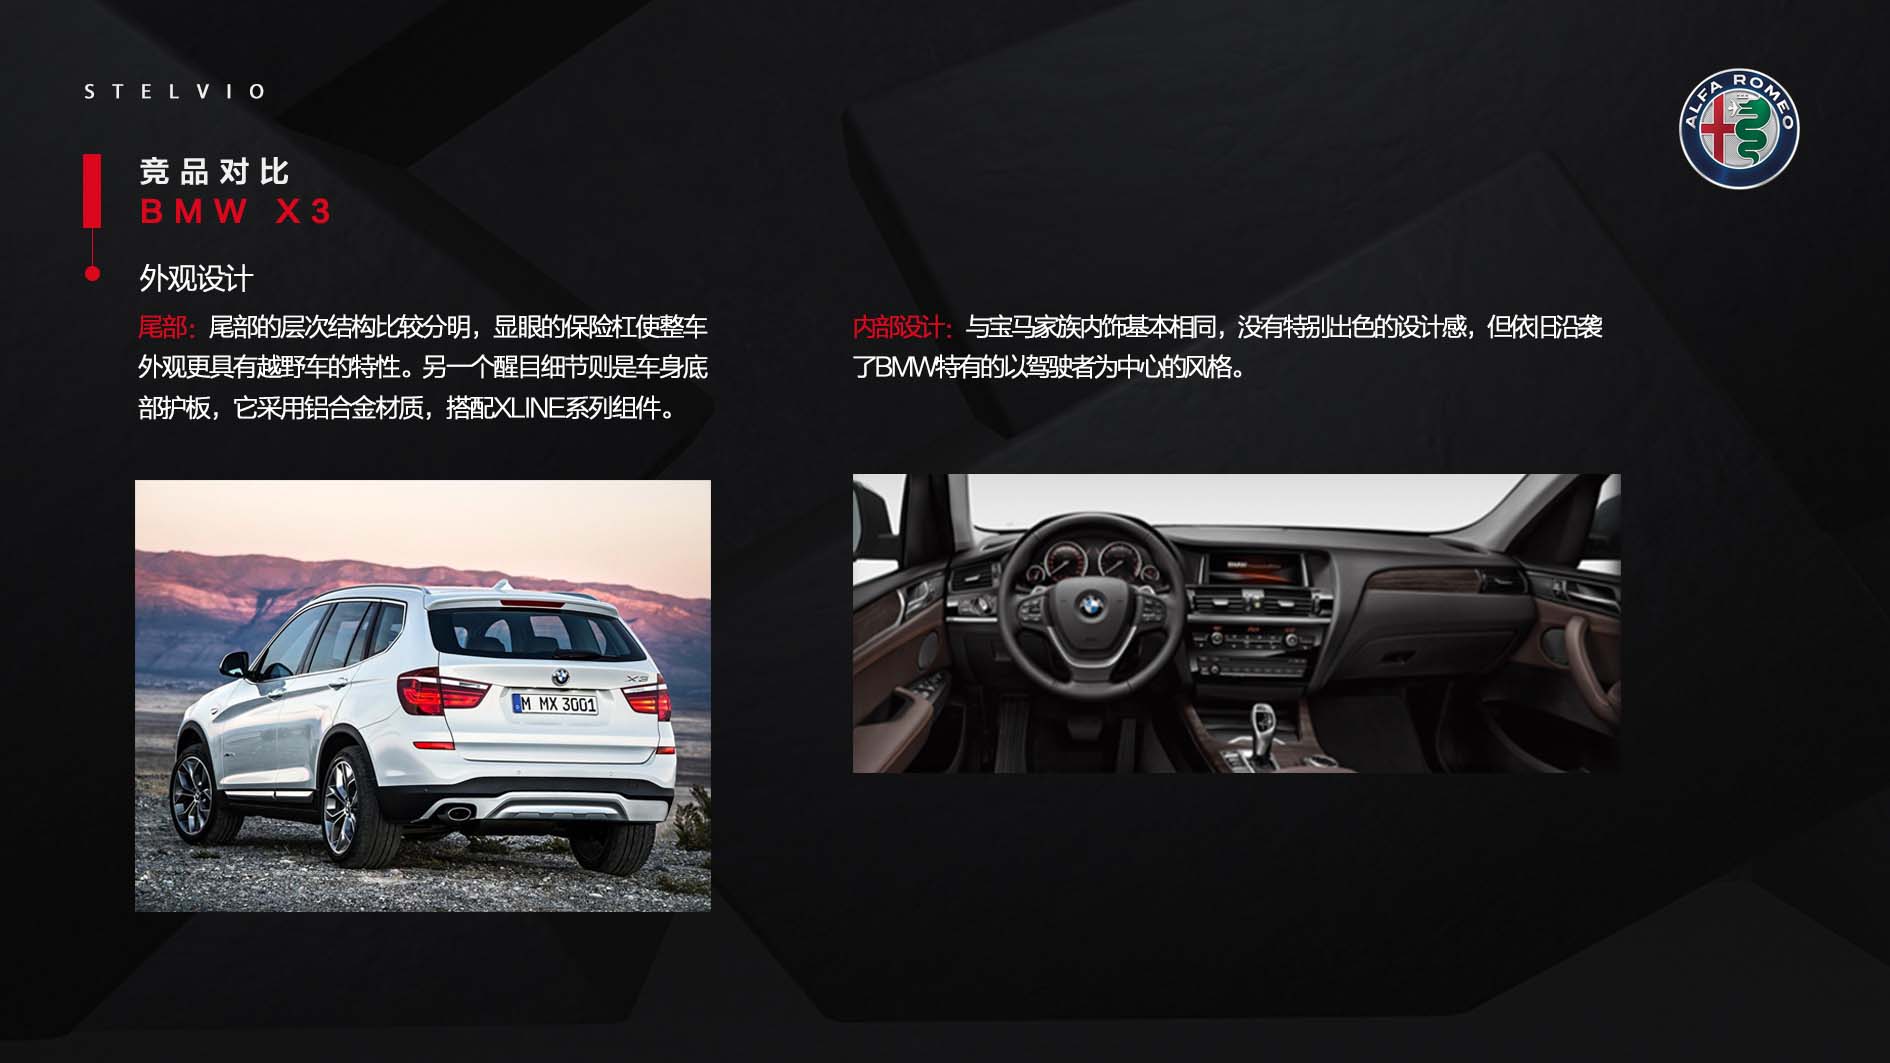 STELVIO
ALFA ROMEO
竞品对比
BMW X3
外观设计
尾部：尾部的层次结构比较分明，显眼的保险杠使整车
外观更具有越野车的特性。另一个醒目细节则是车身底
部护板，它采用铝合金材质，搭配XLINE系列组件。
内部设计：与宝马家族内饰基本相同，没有特别出色的设计感，但依旧沿袭
了BMW特有的以驾驶者为中心的风格。
X3
M MX 3001